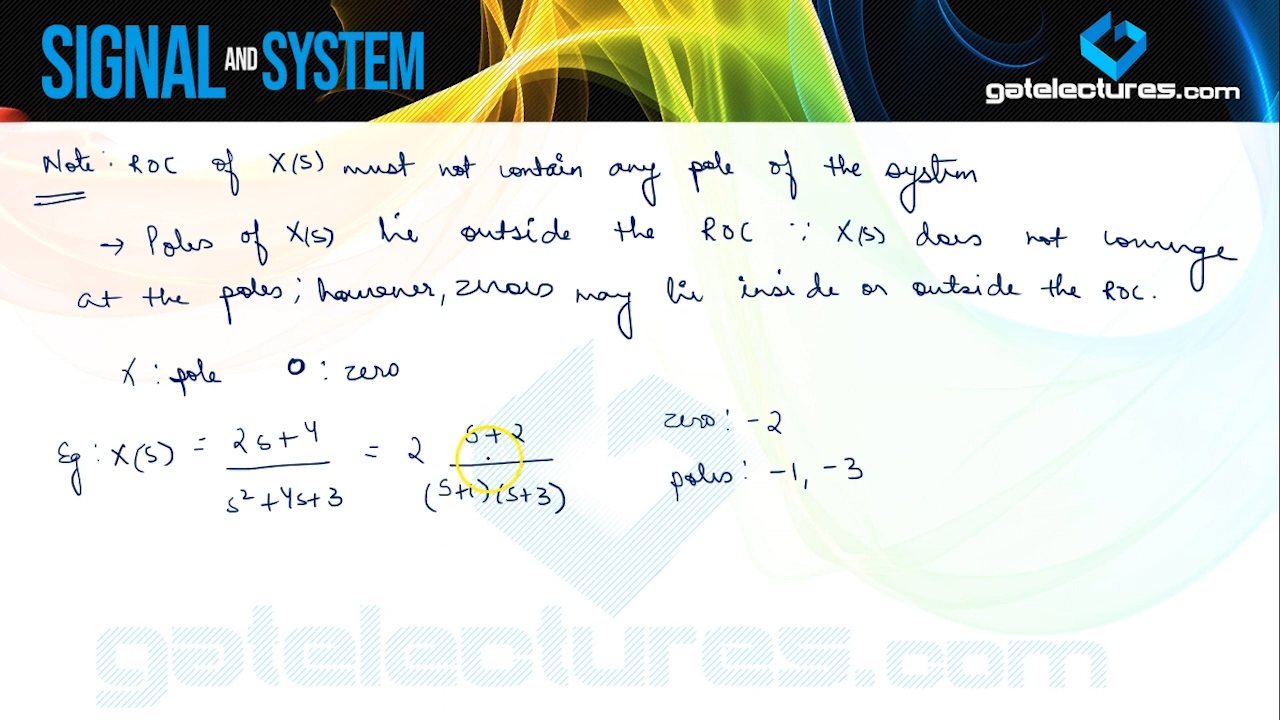 SIGNAL AND SYSTEM
gatelectures.com
Note: ROC of X(S) must not contain any pole of the system
→ Poles of X(S) lie outside the ROC ∵ X(S) does not converge
at the poles; however, zeros may lie inside or outside the ROC.
X : pole O : zero
Eg : X(S) = (2s+4)/(s²+4s+3) = 2 (s+2)/((s+1)(s+3))
zero: -2
poles: -1, -3
gatelectures.com